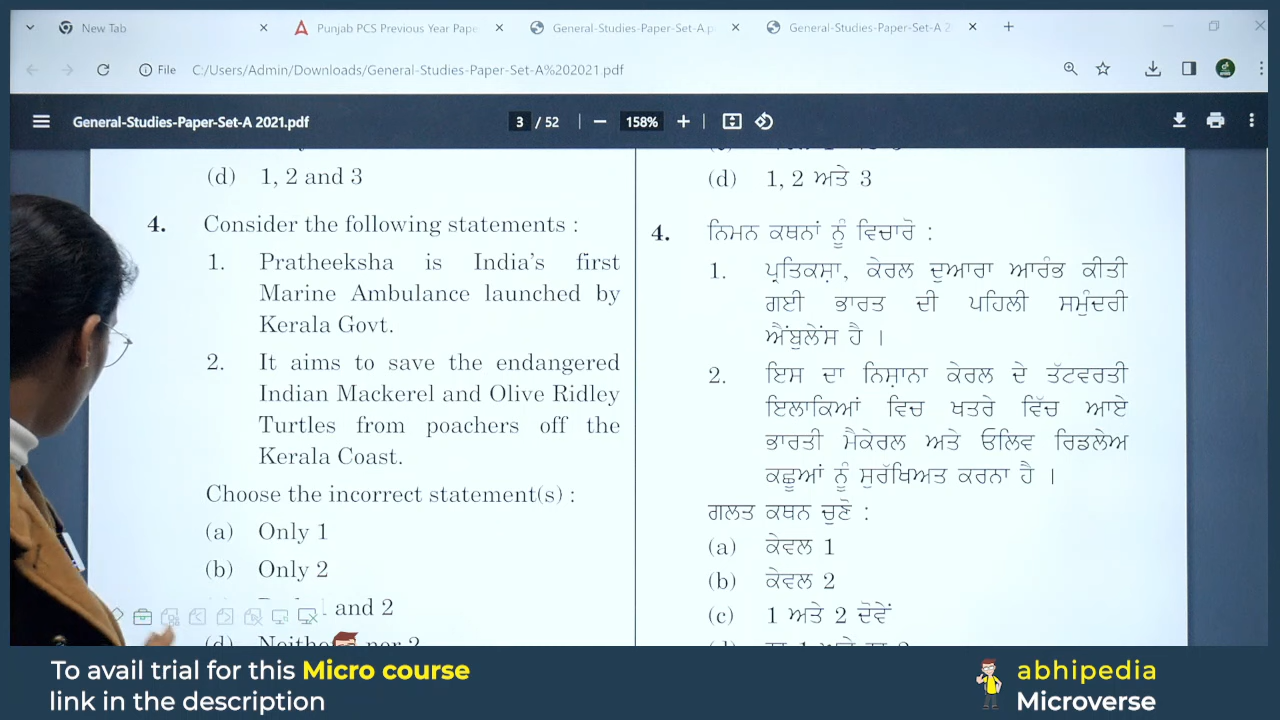 New Tab
Punjab PCS Previous Year Pape
General-Studies-Paper-Set-A.p
General-Studies-Paper-Set-A 2
File
C:/Users/Admin/Downloads/General-Studies-Paper-Set-A%202021.pdf
General-Studies-Paper-Set-A 2021.pdf
3 / 52
158%
(d) 1, 2 and 3
4. Consider the following statements :
1. Pratheeksha is India's first
Marine Ambulance launched by
Kerala Govt.
2. It aims to save the endangered
Indian Mackerel and Olive Ridley
Turtles from poachers off the
Kerala Coast.
Choose the incorrect statement(s) :
(a) Only 1
(b) Only 2
1 and 2
(d) Neither
nor 2
(d) 1, 2 ਅਤੇ 3
4. ਨਿਮਨ ਕਥਨਾਂ ਨੂੰ ਵਿਚਾਰੋ :
1. ਪ੍ਰਤਿਕਸ਼ਾ, ਕੇਰਲ ਦੁਆਰਾ ਆਰੰਭ ਕੀਤੀ
ਗਈ ਭਾਰਤ ਦੀ ਪਹਿਲੀ ਸਮੁੰਦਰੀ
ਐਂਬੂਲੇਂਸ ਹੈ ।
2. ਇਸ ਦਾ ਨਿਸ਼ਾਨਾ ਕੇਰਲ ਦੇ ਤੱਟਵਰਤੀ
ਇਲਾਕਿਆਂ ਵਿਚ ਖਤਰੇ ਵਿੱਚ ਆਏ
ਭਾਰਤੀ ਮੈਕੇਰਲ ਅਤੇ ਓਲਿਵ ਰਿਡਲੇਅ
ਕਛੂਆਂ ਨੂੰ ਸੁਰੱਖਿਅਤ ਕਰਨਾ ਹੈ ।
ਗਲਤ ਕਥਨ ਚੁਣੋ :
(a) ਕੇਵਲ 1
(b) ਕੇਵਲ 2
(c) 1 ਅਤੇ 2 ਦੋਵੇਂ
To avail trial for this Micro course
link in the description
abhipedia
Microverse